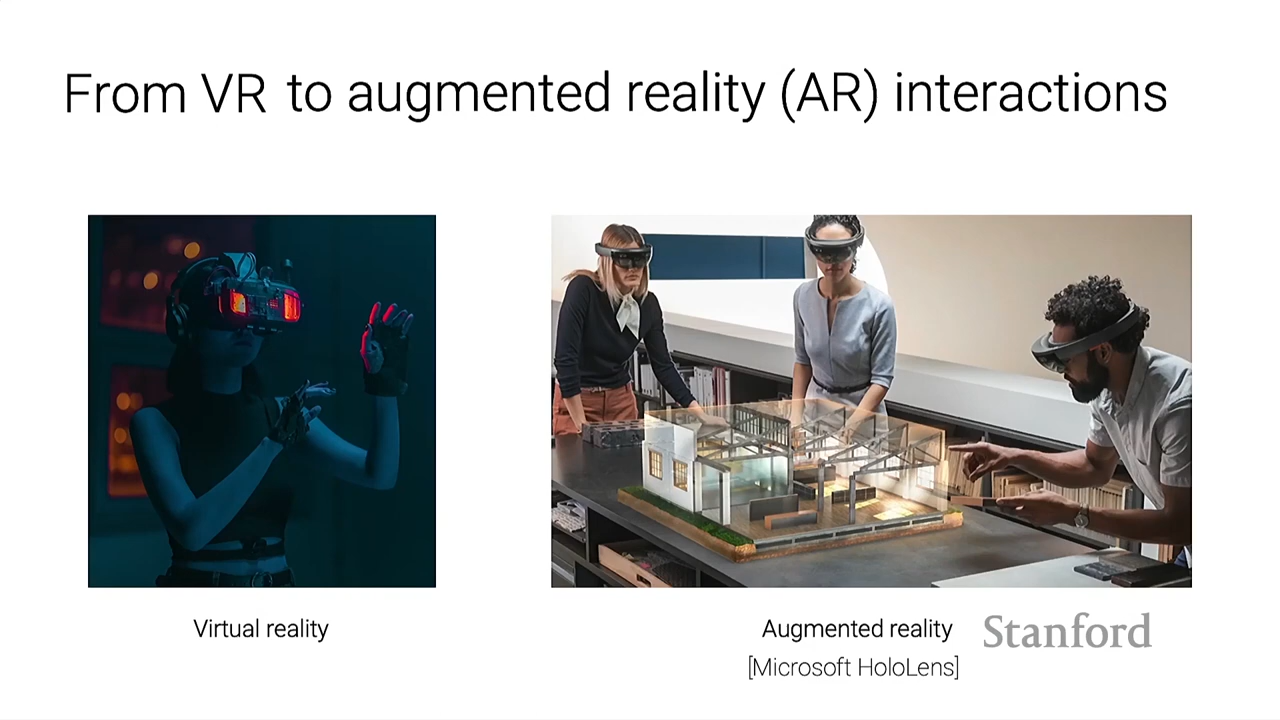 From VR to augmented reality (AR) interactions
Virtual reality
Augmented reality
Stanford
[Microsoft HoloLens]